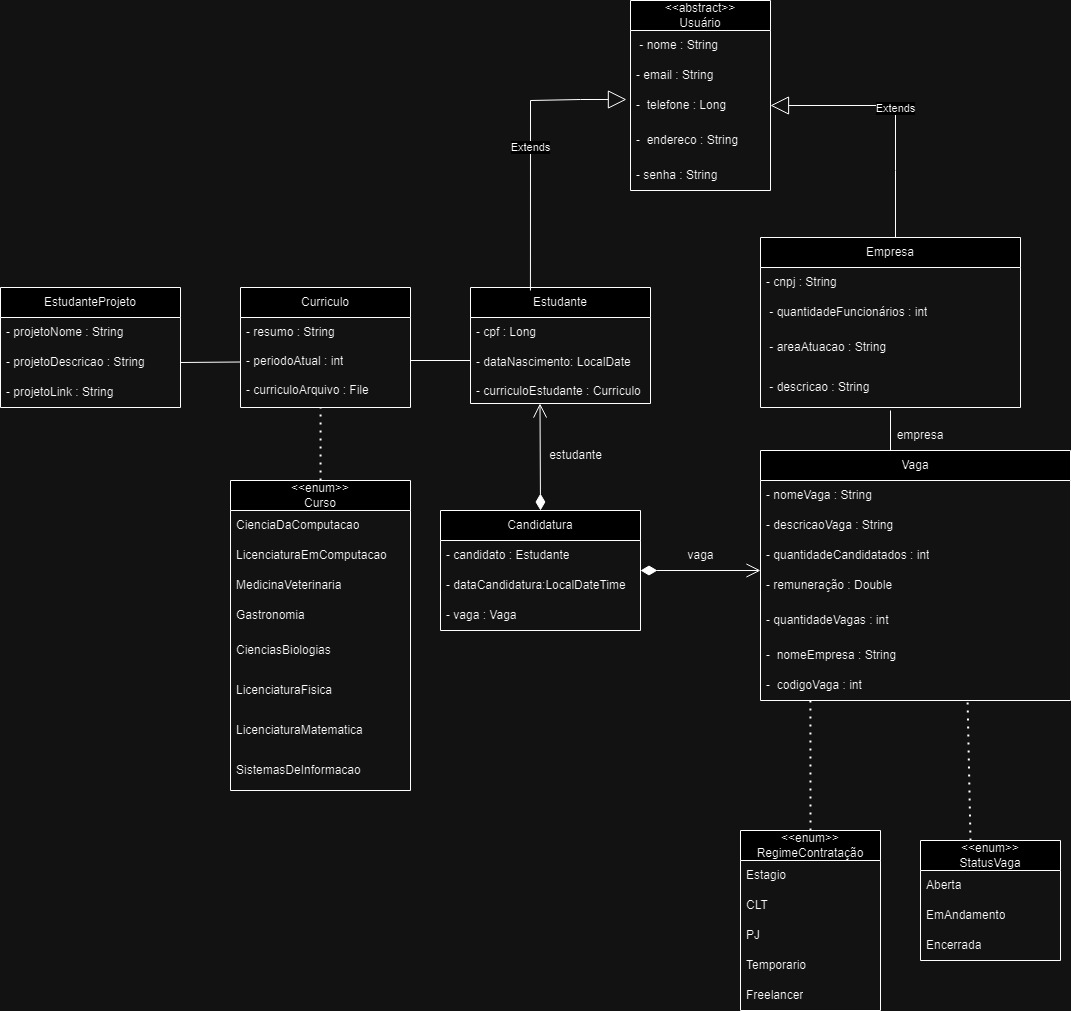 <<abstract>>
Usuário
- nome : String
- email : String
- telefone : Long
- endereco : String
- senha : String
Extends
Extends
Empresa
- cnpj : String
- quantidadeFuncionários : int
- areaAtuacao : String
- descricao : String
EstudanteProjeto
- projetoNome : String
- projetoDescricao : String
- projetoLink : String
Curriculo
- resumo : String
- periodoAtual : int
- curriculoArquivo : File
Estudante
- cpf : Long
- dataNascimento: LocalDate
- curriculoEstudante : Curriculo
empresa
estudante
Vaga
- nomeVaga : String
- descricaoVaga : String
- quantidadeCandidatados : int
- remuneração : Double
- quantidadeVagas : int
- nomeEmpresa : String
- codigoVaga : int
<<enum>>
Curso
CienciaDaComputacao
LicenciaturaEmComputacao
MedicinaVeterinaria
Gastronomia
CienciasBiologias
LicenciaturaFisica
LicenciaturaMatematica
SistemasDeInformacao
Candidatura
- candidato : Estudante
- dataCandidatura:LocalDateTime
- vaga : Vaga
vaga
<<enum>>
RegimeContratação
Estagio
CLT
PJ
Temporario
Freelancer
<<enum>>
StatusVaga
Aberta
EmAndamento
Encerrada